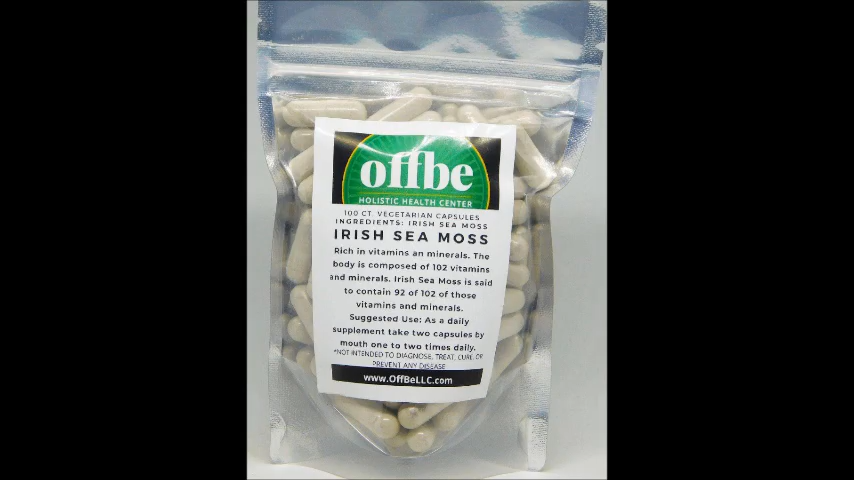 offbe
HOLISTIC HEALTH CENTER
100 CT. VEGETARIAN CAPSULES
INGREDIENTS: IRISH SEA MOSS
IRISH SEA MOSS
Rich in vitamins an minerals. The
body is composed of 102 vitamins
and minerals. Irish Sea Moss is said
to contain 92 of 102 of those
vitamins and minerals.
Suggested Use: As a daily
supplement take two capsules by
mouth one to two times daily.
*NOT INTENDED TO DIAGNOSE, TREAT, CURE, OR
PREVENT ANY DISEASE
www.OffBeLLC.com